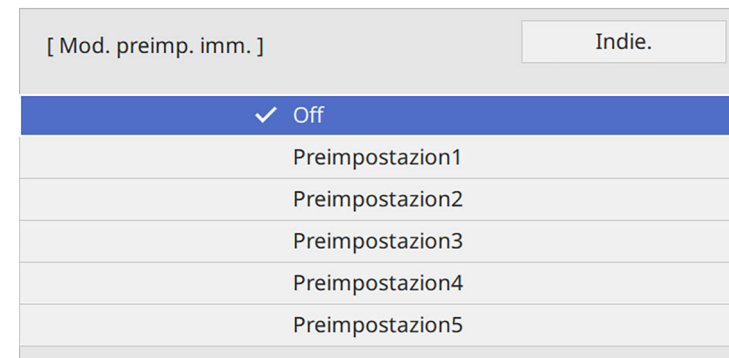 [ Mod. preimp. imm. ]
Indie.
Off
Preimpostazion1
Preimpostazion2
Preimpostazion3
Preimpostazion4
Preimpostazion5